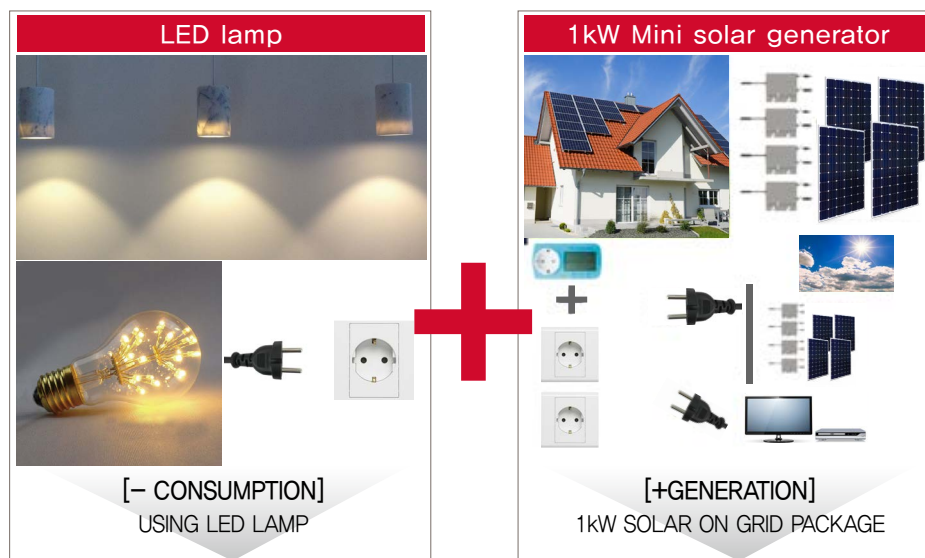 LED lamp
1kW Mini solar generator
[- CONSUMPTION]
USING LED LAMP
[+GENERATION]
1kW SOLAR ON GRID PACKAGE